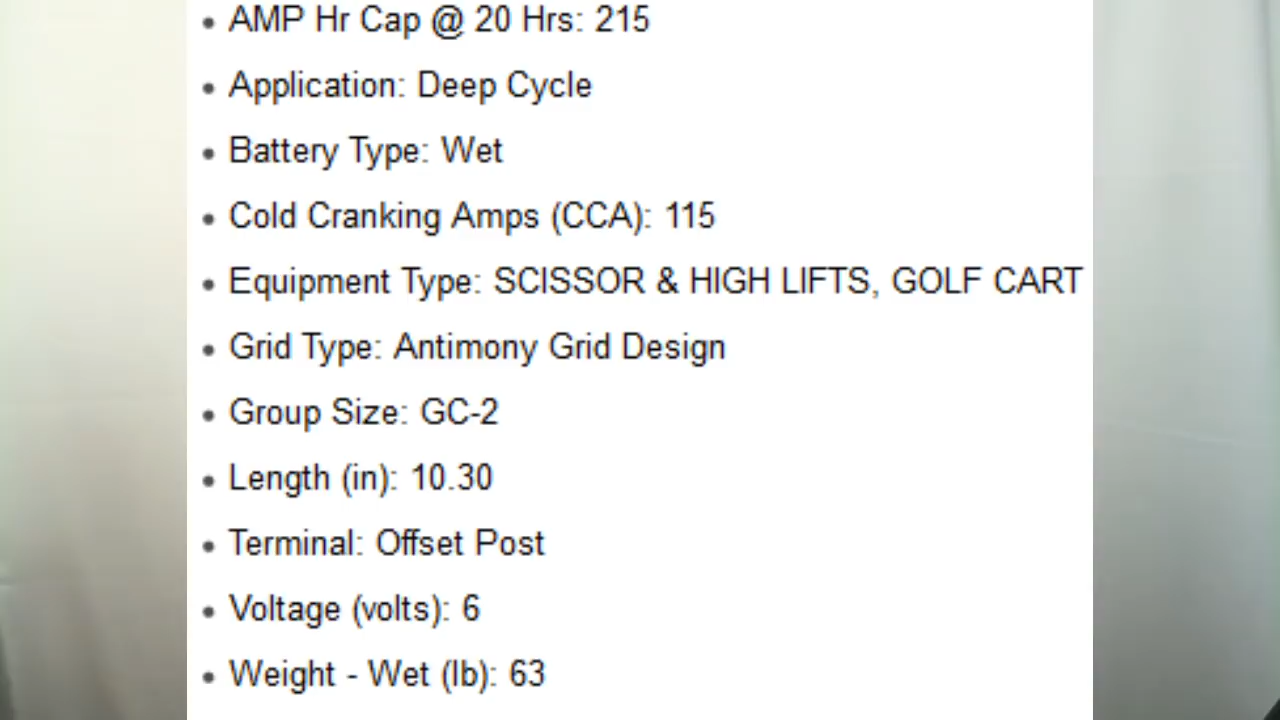 AMP Hr Cap @ 20 Hrs: 215
Application: Deep Cycle
Battery Type: Wet
Cold Cranking Amps (CCA): 115
Equipment Type: SCISSOR & HIGH LIFTS, GOLF CART
Grid Type: Antimony Grid Design
Group Size: GC-2
Length (in): 10.30
Terminal: Offset Post
Voltage (volts): 6
Weight - Wet (lb): 63